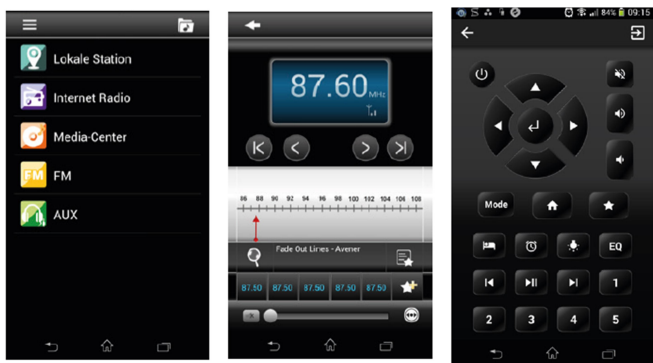 Lokale Station
Internet Radio
Media-Center
FM FM
AUX
87.60 MHz
86 88 90 92 94 96 98 100 102 104 106 108
Fade Out Lines - Avener
87.50 87.50 87.50 87.50 87.50
84% 09:15
Mode
EQ
1
2 3 4 5